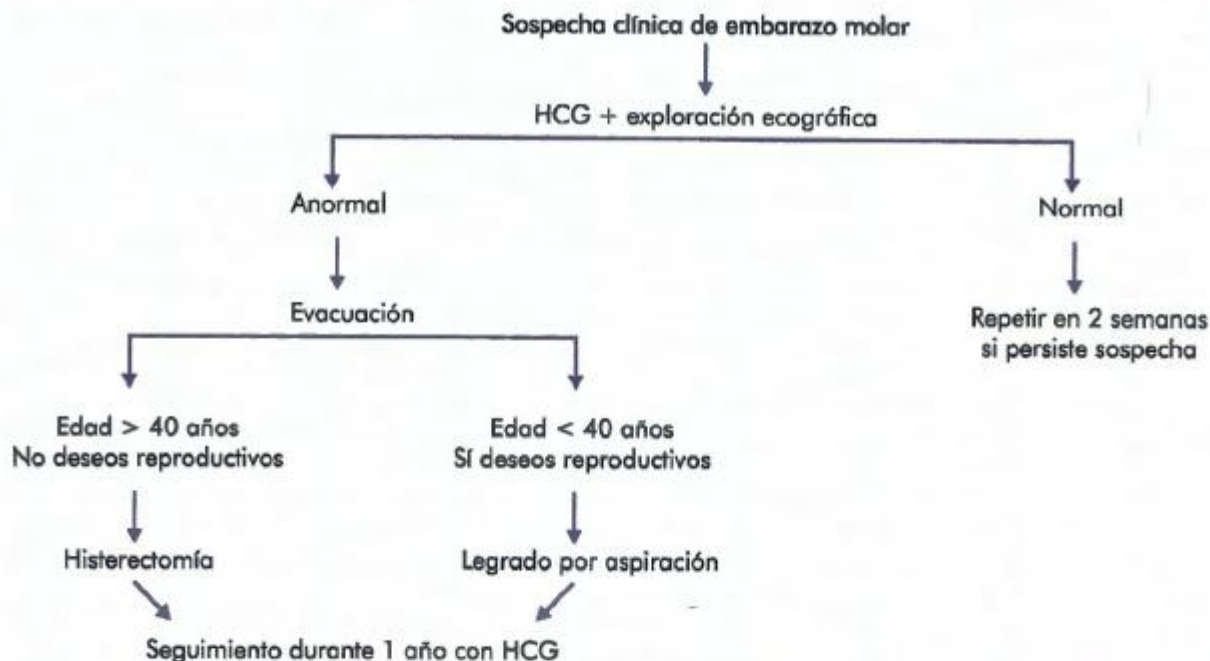 Sospecha clínica de embarazo molar
HCG + exploración ecográfica
Anormal
Normal
Evacuación
Repetir en 2 semanas
si persiste sospecha
Edad > 40 años
No deseos reproductivos
Edad < 40 años
Sí deseos reproductivos
Histerectomía
Legrado por aspiración
Seguimiento durante 1 año con HCG